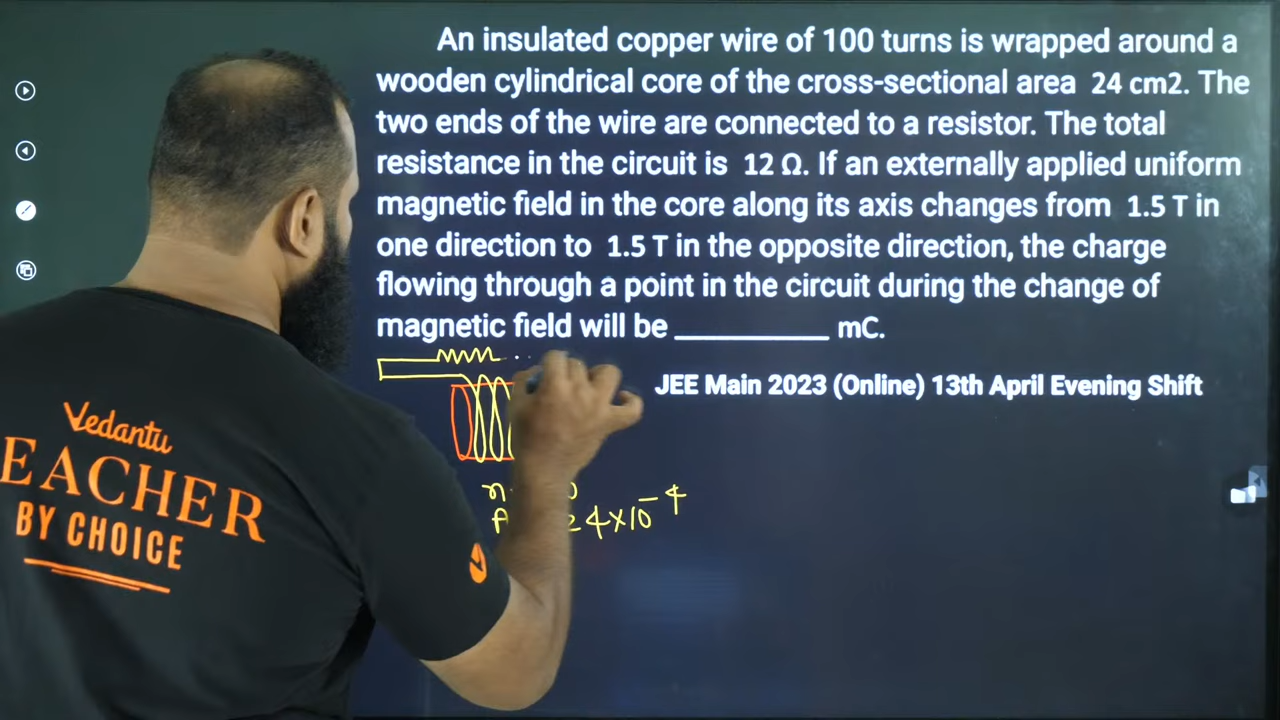 An insulated copper wire of 100 turns is wrapped around a
wooden cylindrical core of the cross-sectional area 24 cm2. The
two ends of the wire are connected to a resistor. The total
resistance in the circuit is 12 Ω. If an externally applied uniform
magnetic field in the core along its axis changes from 1.5 T in
one direction to 1.5 T in the opposite direction, the charge
flowing through a point in the circuit during the change of
magnetic field will be __________ mC.
JEE Main 2023 (Online) 13th April Evening Shift
n
A 24×10⁻⁴
Vedantu
EACHER
BY CHOICE